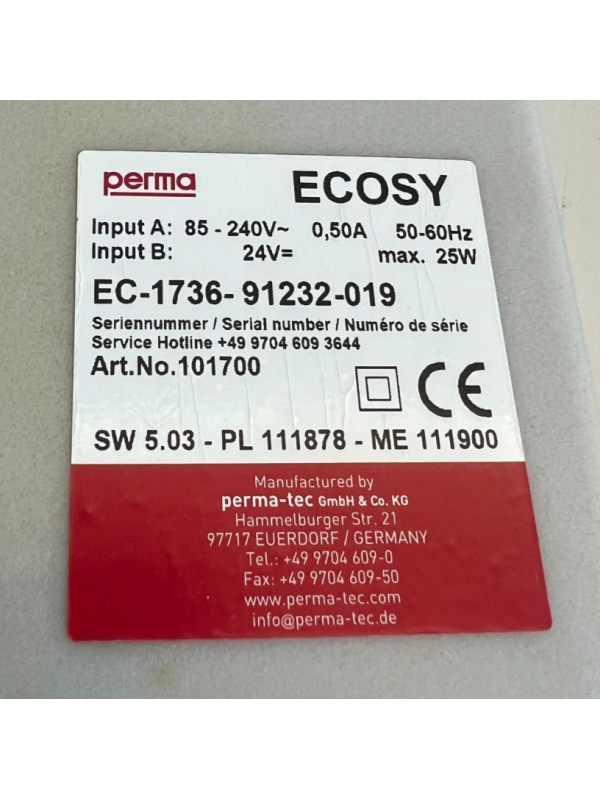 perma ECOSY
Input A: 85 - 240V~ 0,50A 50-60Hz
Input B: 24V= max. 25W
EC-1736- 91232-019
Seriennummer / Serial number / Numéro de série
Service Hotline +49 9704 609 3644
Art.No.101700
CE
SW 5.03 - PL 111878 - ME 111900
Manufactured by
perma-tec GmbH & Co. KG
Hammelburger Str. 21
97717 EUERDORF / GERMANY
Tel.: +49 9704 609-0
Fax: +49 9704 609-50
www.perma-tec.com
info@perma-tec.de